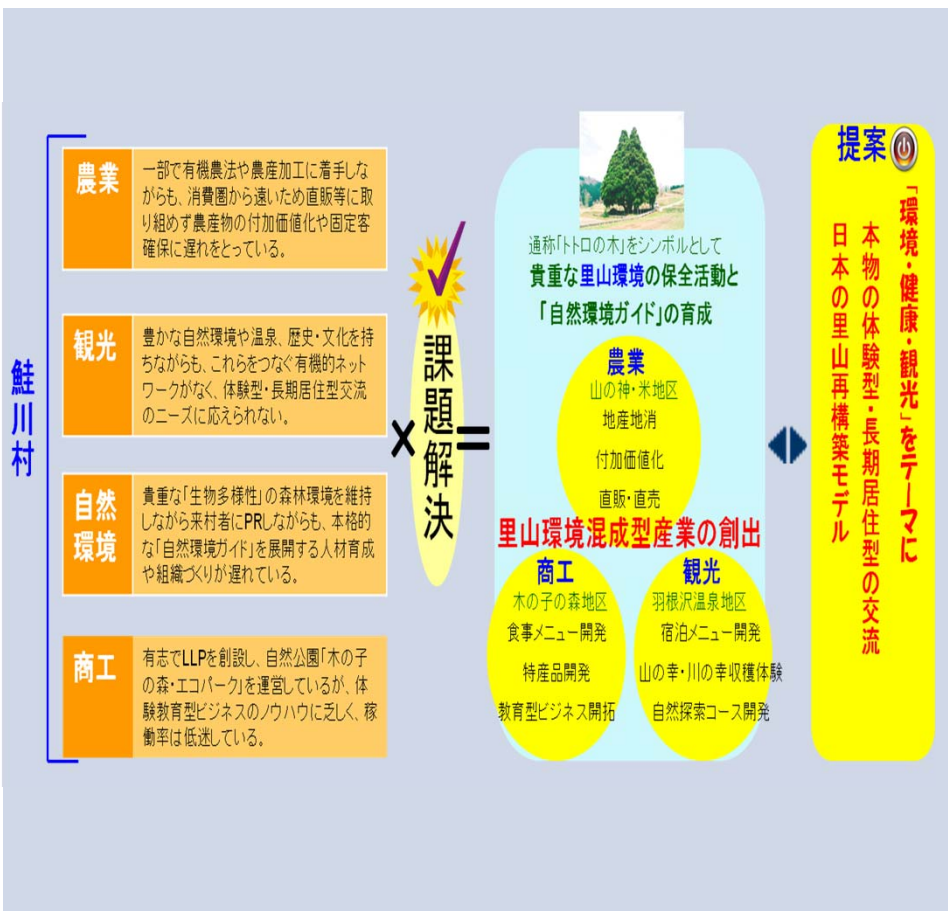 鮭川村
農業
一部で有機農法や農産加工に着手しな
がらも、消費圏から遠いため直販等に取
り組めず農産物の付加価値化や固定客
確保に遅れをとっている。
観光
豊かな自然環境や温泉、歴史・文化を持
ちながらも、これらをつなぐ有機的ネット
ワークがなく、体験型・長期居住型交流
のニーズに応えられない。
自然
環境
貴重な「生物多様性」の森林環境を維持
しながら来村者にPRしながらも、本格的
な「自然環境ガイド」を展開する人材育成
や組織づくりが遅れている。
商工
有志でLLPを創設し、自然公園「木の子
の森・エコパーク」を運営しているが、体
験教育型ビジネスのノウハウに乏しく、稼
働率は低迷している。
×
課題解決
=
通称「トトロの木」をシンボルとして
貴重な里山環境の保全活動と
「自然環境ガイド」の育成
農業
山の神・米地区
地産地消
付加価値化
直販・直売
里山環境混成型産業の創出
商工
木の子の森地区
食事メニュー開発
特産品開発
教育型ビジネス開拓
観光
羽根沢温泉地区
宿泊メニュー開発
山の幸・川の幸収穫体験
自然探索コース開発
提案
「環境・健康・観光」をテーマに
本物の体験型・長期居住型の交流
日本の里山再構築モデル